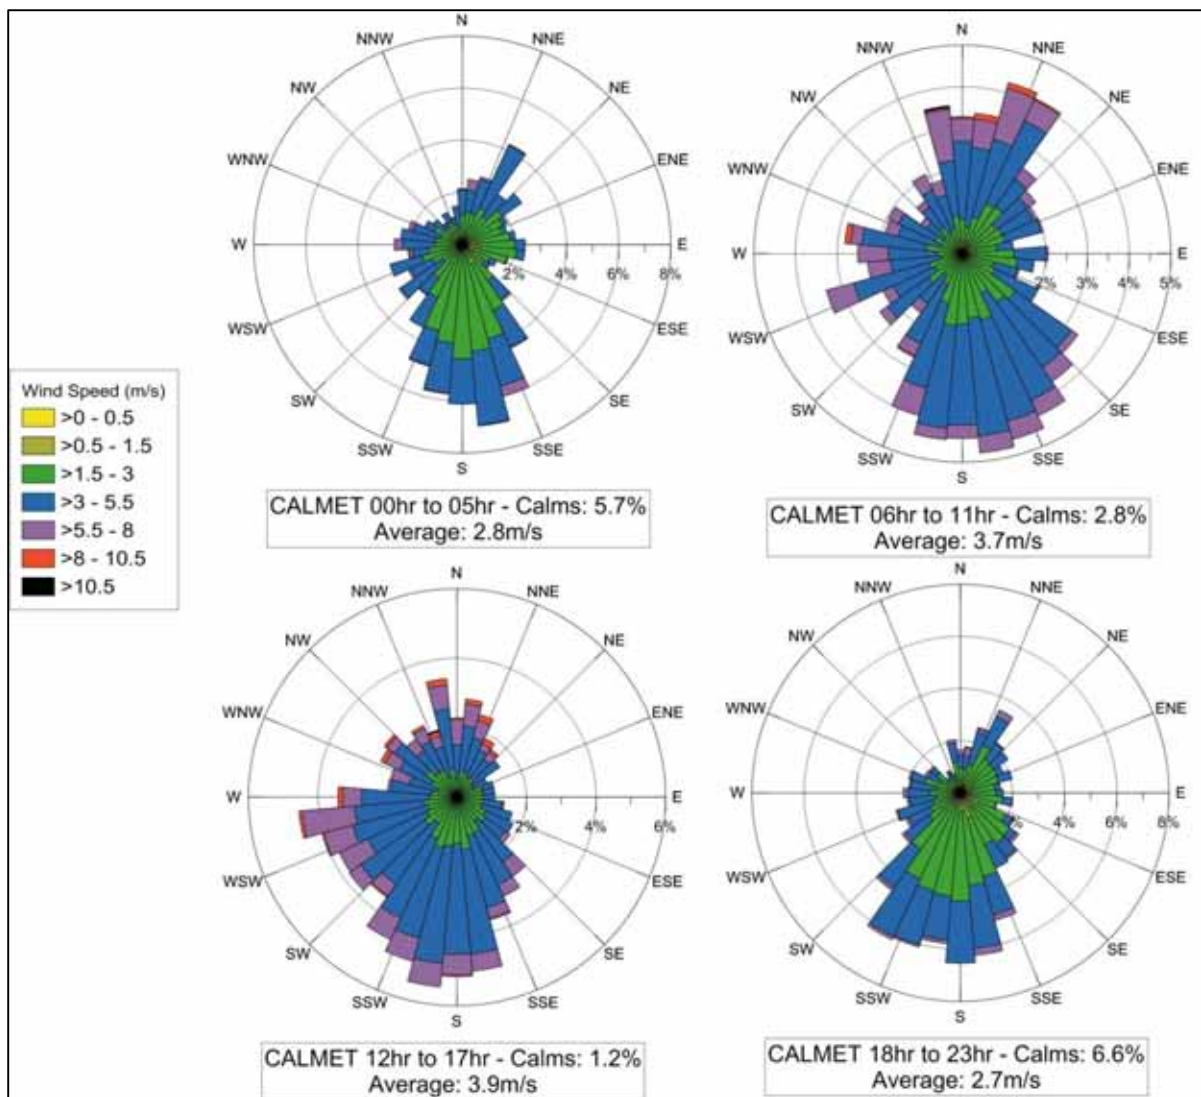 N
NNE
NE
ENE
E
ESE
SE
SSE
S
SSW
SW
WSW
W
WNW
NW
NNW
2%
4%
6%
8%
CALMET 00hr to 05hr - Calms: 5.7%
Average: 2.8m/s
N
NNE
NE
ENE
E
ESE
SE
SSE
S
SSW
SW
WSW
W
WNW
NW
NNW
2%
3%
5%
CALMET 06hr to 11hr - Calms: 2.8%
Average: 3.7m/s
Wind Speed (m/s)
>0 - 0.5
>0.5 - 1.5
>1.5 - 3
>3 - 5.5
>5.5 - 8
>8 - 10.5
>10.5
N
NNE
NE
ENE
E
ESE
SE
SSE
S
SSW
SW
WSW
W
WNW
NW
NNW
2%
4%
6%
CALMET 12hr to 17hr - Calms: 1.2%
Average: 3.9m/s
N
NNE
NE
ENE
E
ESE
SE
SSE
S
SSW
SW
WSW
W
WNW
NW
NNW
4%
6%
8%
CALMET 18hr to 23hr - Calms: 6.6%
Average: 2.7m/s